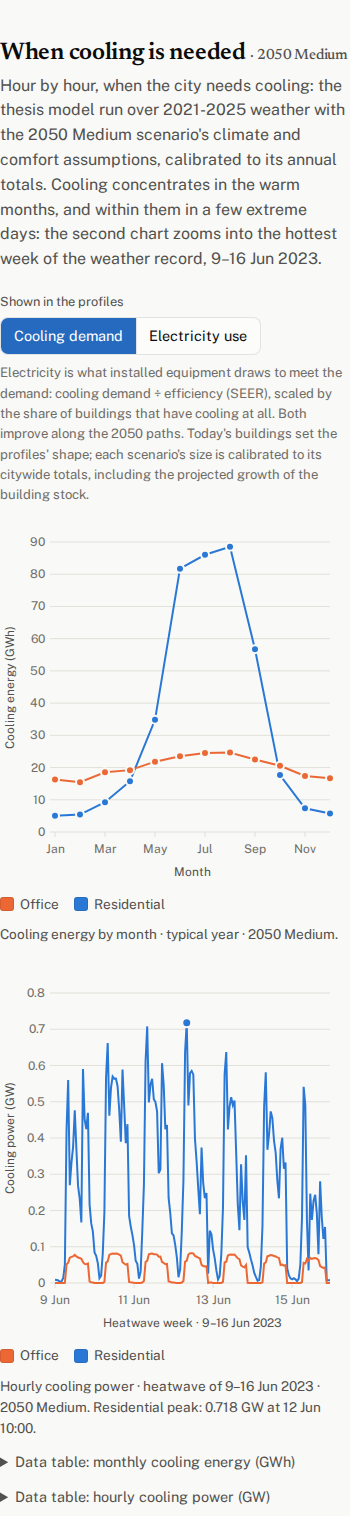 When cooling is needed · 2050 Medium
Hour by hour, when the city needs cooling: the
thesis model run over 2021-2025 weather with
the 2050 Medium scenario's climate and
comfort assumptions, calibrated to its annual
totals. Cooling concentrates in the warm
months, and within them in a few extreme
days: the second chart zooms into the hottest
week of the weather record, 9–16 Jun 2023.
Shown in the profiles
Cooling demand Electricity use
Electricity is what installed equipment draws to meet the
demand: cooling demand ÷ efficiency (SEER), scaled by
the share of buildings that have cooling at all. Both
improve along the 2050 paths. Today's buildings set the
profiles' shape; each scenario's size is calibrated to its
citywide totals, including the projected growth of the
building stock.
Cooling energy (GWh)
90
80
70
60
50
40
30
20
10
0
Jan Mar May Jul Sep Nov
Month
Office Residential
Cooling energy by month · typical year · 2050 Medium.
Cooling power (GW)
0.8
0.7
0.6
0.5
0.4
0.3
0.2
0.1
0
9 Jun 11 Jun 13 Jun 15 Jun
Heatwave week · 9–16 Jun 2023
Office Residential
Hourly cooling power · heatwave of 9–16 Jun 2023 ·
2050 Medium. Residential peak: 0.718 GW at 12 Jun
10:00.
Data table: monthly cooling energy (GWh)
Data table: hourly cooling power (GW)